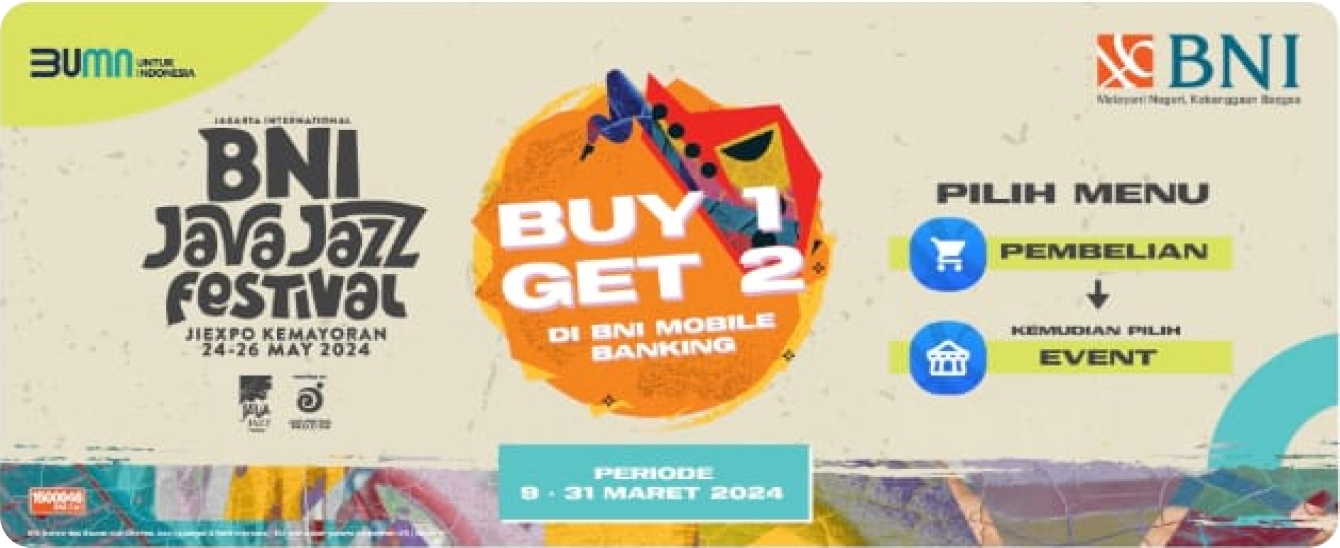 BUMN UNTUK
INDONESIA
BNI
Melayani Negeri, Kebanggaan Bangsa
JAKARTA INTERNATIONAL
BNI
Java Jazz
Festival
JIEXPO KEMAYORAN
24-26 MAY 2024
JAVA
JAZZ
BUY 1
GET 2
DI BNI MOBILE
BANKING
PILIH MENU
PEMBELIAN
KEMUDIAN PILIH
EVENT
PERIODE
9 - 31 MARET 2024
1500046